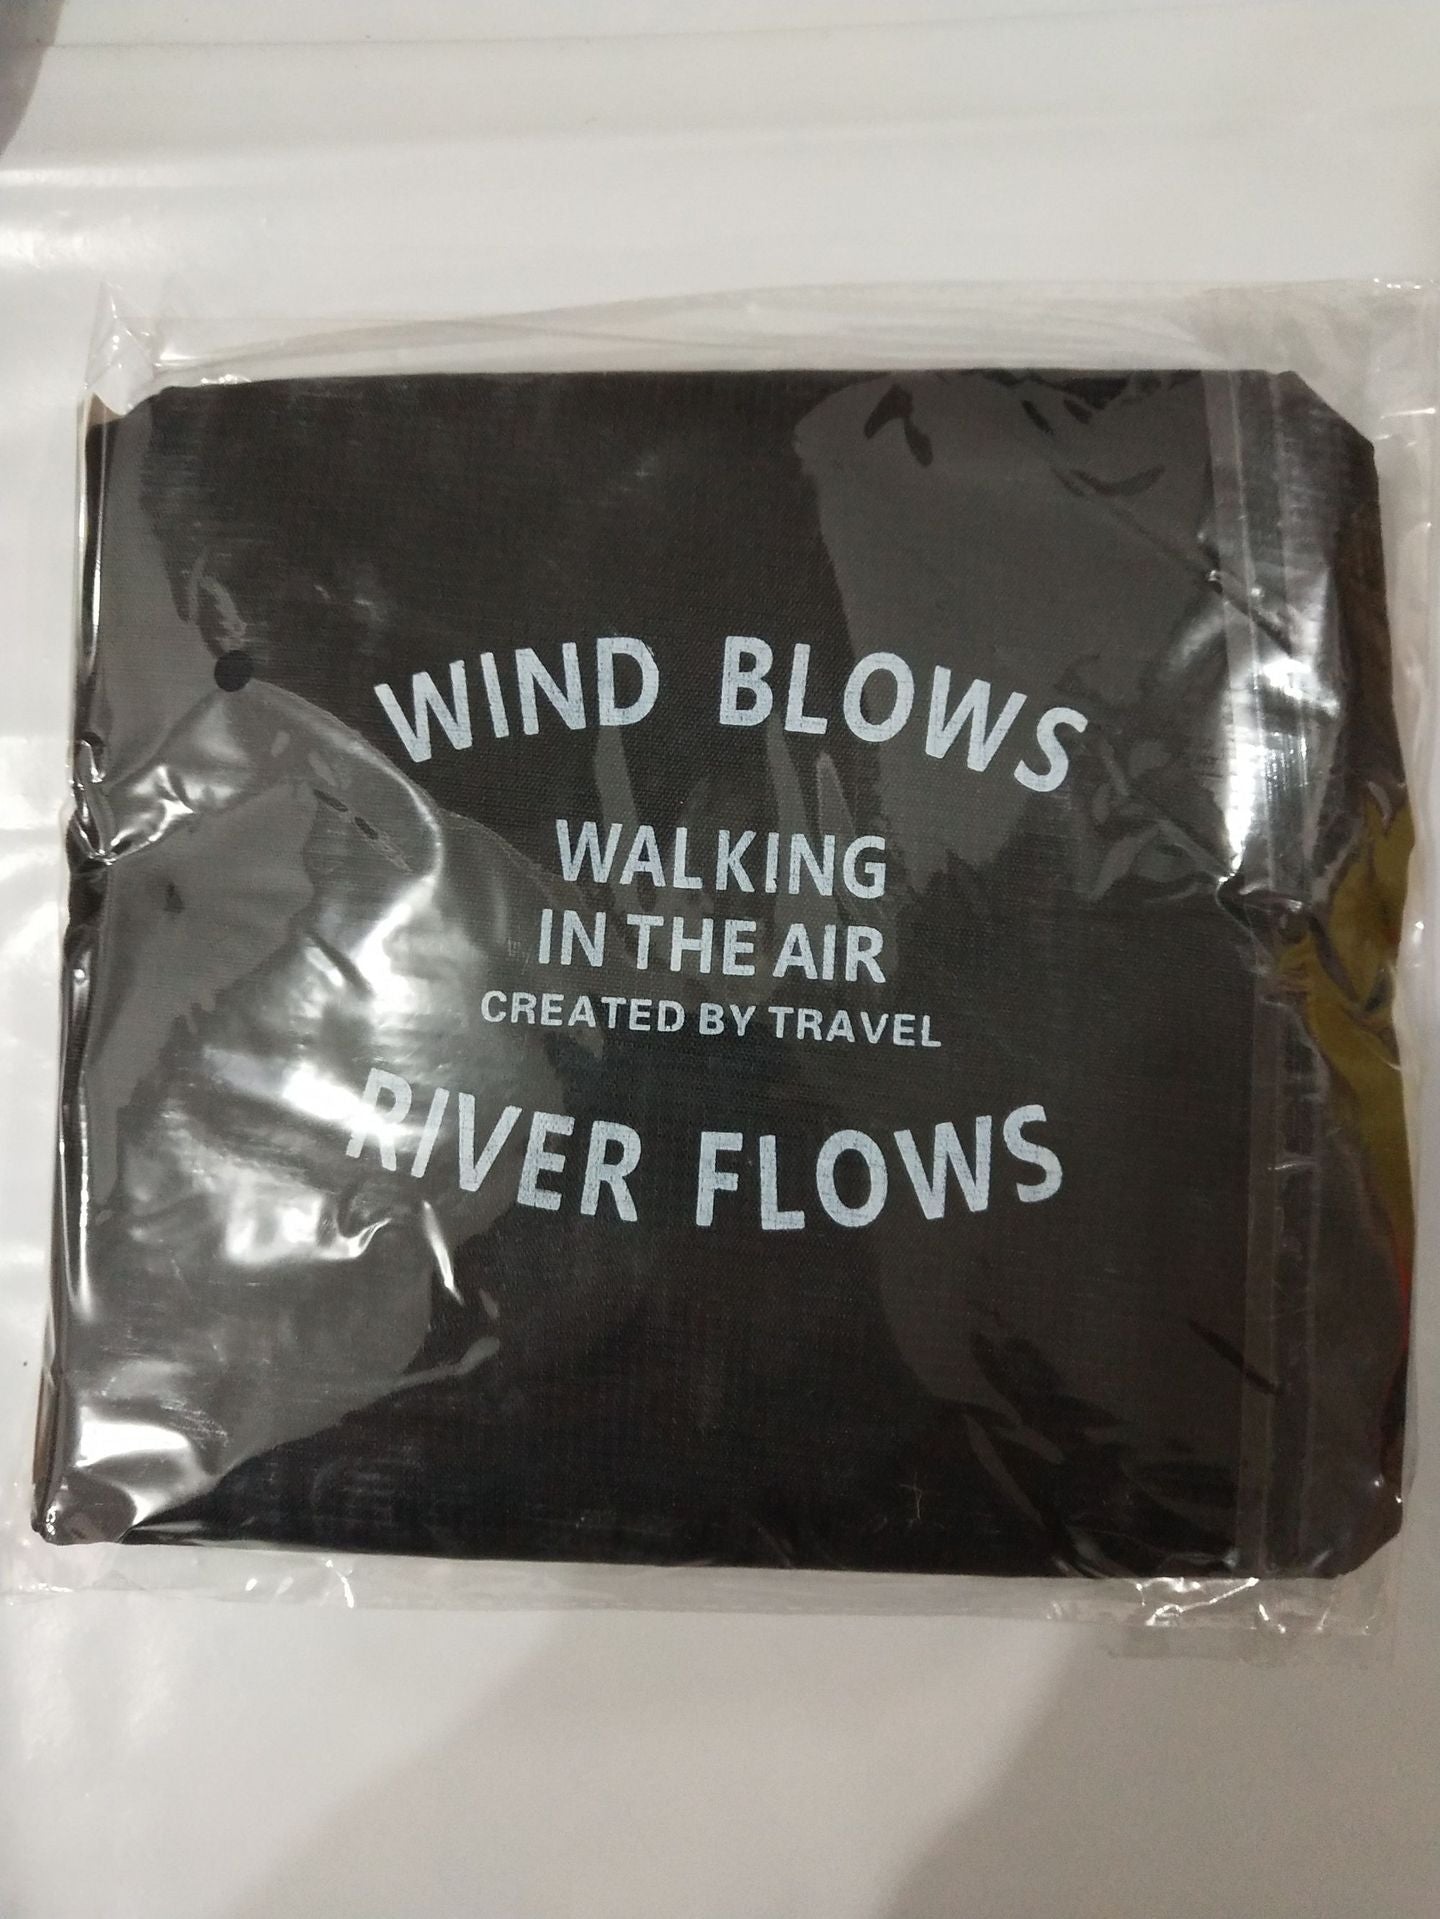 WIND BLOWS
WALKING
IN THE AIR
CREATED BY TRAVEL
RIVER FLOWS